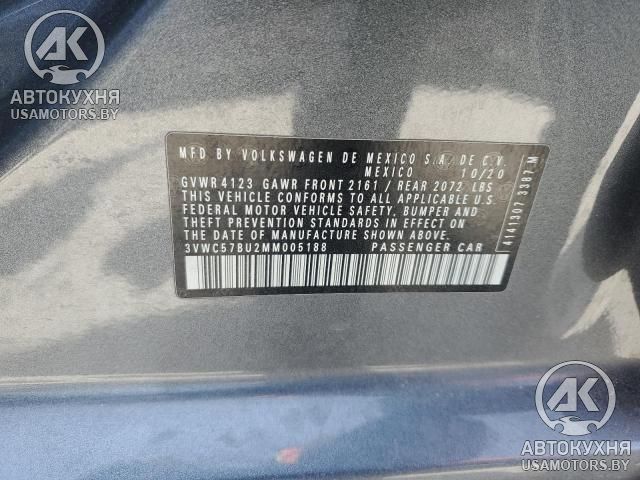 AK
АВТОКУХНЯ
USAMOTORS.BY
MFD BY VOLKSWAGEN DE MEXICO S.A. DE C.V.
MEXICO 10/20
GVWR 4123 GAWR FRONT 2161 / REAR 2072 LBS
THIS VEHICLE CONFORMS TO ALL APPLICABLE U.S.
FEDERAL MOTOR VEHICLE SAFETY, BUMPER AND
THEFT PREVENTION STANDARDS IN EFFECT ON
THE DATE OF MANUFACTURE SHOWN ABOVE.
3VWC57BU2MM005188 PASSENGER CAR
4141307 3387 M
AK
АВТОКУХНЯ
USAMOTORS.BY